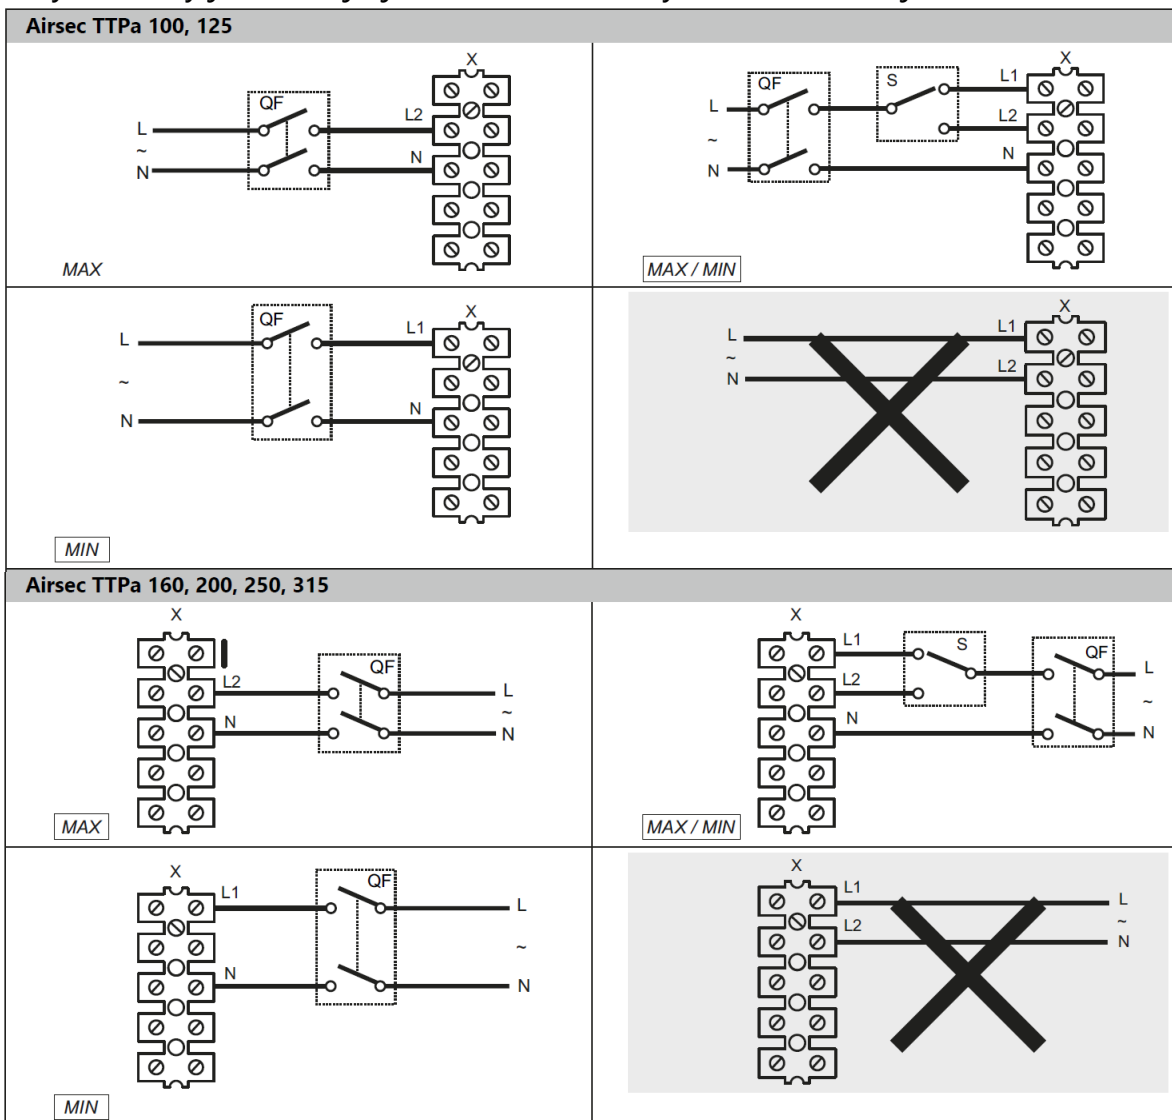 Airsec TTPa 100, 125
X
QF
L2
L
~
N
N
MAX
X
QF
S
L1
L
L2
~
N
N
MAX / MIN
X
QF
L1
L
~
N
N
MIN
X
L1
L
~
L2
N
Airsec TTPa 160, 200, 250, 315
X
QF
L2
L
~
N
N
MAX
X
L1
S
QF
L
L2
~
N
N
MAX / MIN
X
QF
L1
L
~
N
N
MIN
X
L1
L
~
L2
N